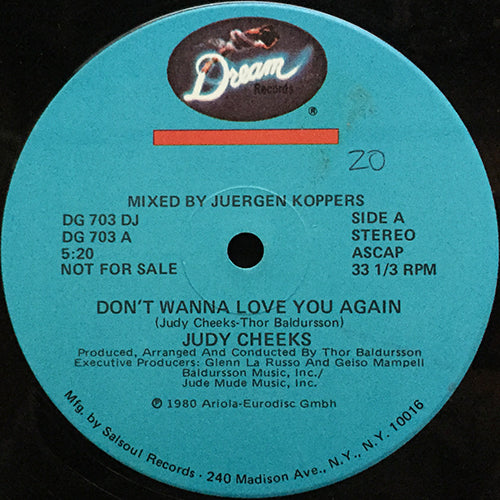 Dream
Records
®
20
MIXED BY JUERGEN KOPPERS
DG 703 DJ
DG 703 A
5:20
NOT FOR SALE
SIDE A
STEREO
ASCAP
33 1/3 RPM
DON'T WANNA LOVE YOU AGAIN
(Judy Cheeks-Thor Baldursson)
JUDY CHEEKS
Produced, Arranged And Conducted By Thor Baldursson
Executive Producers: Glenn La Russo and Geiso Mampell
Baldursson Music, Inc./
Jude Mude Music, Inc.
℗ 1980 Ariola-Eurodisc Gmbh
Mfg. by Salsoul Records · 240 Madison Ave., N.Y., N.Y. 10016